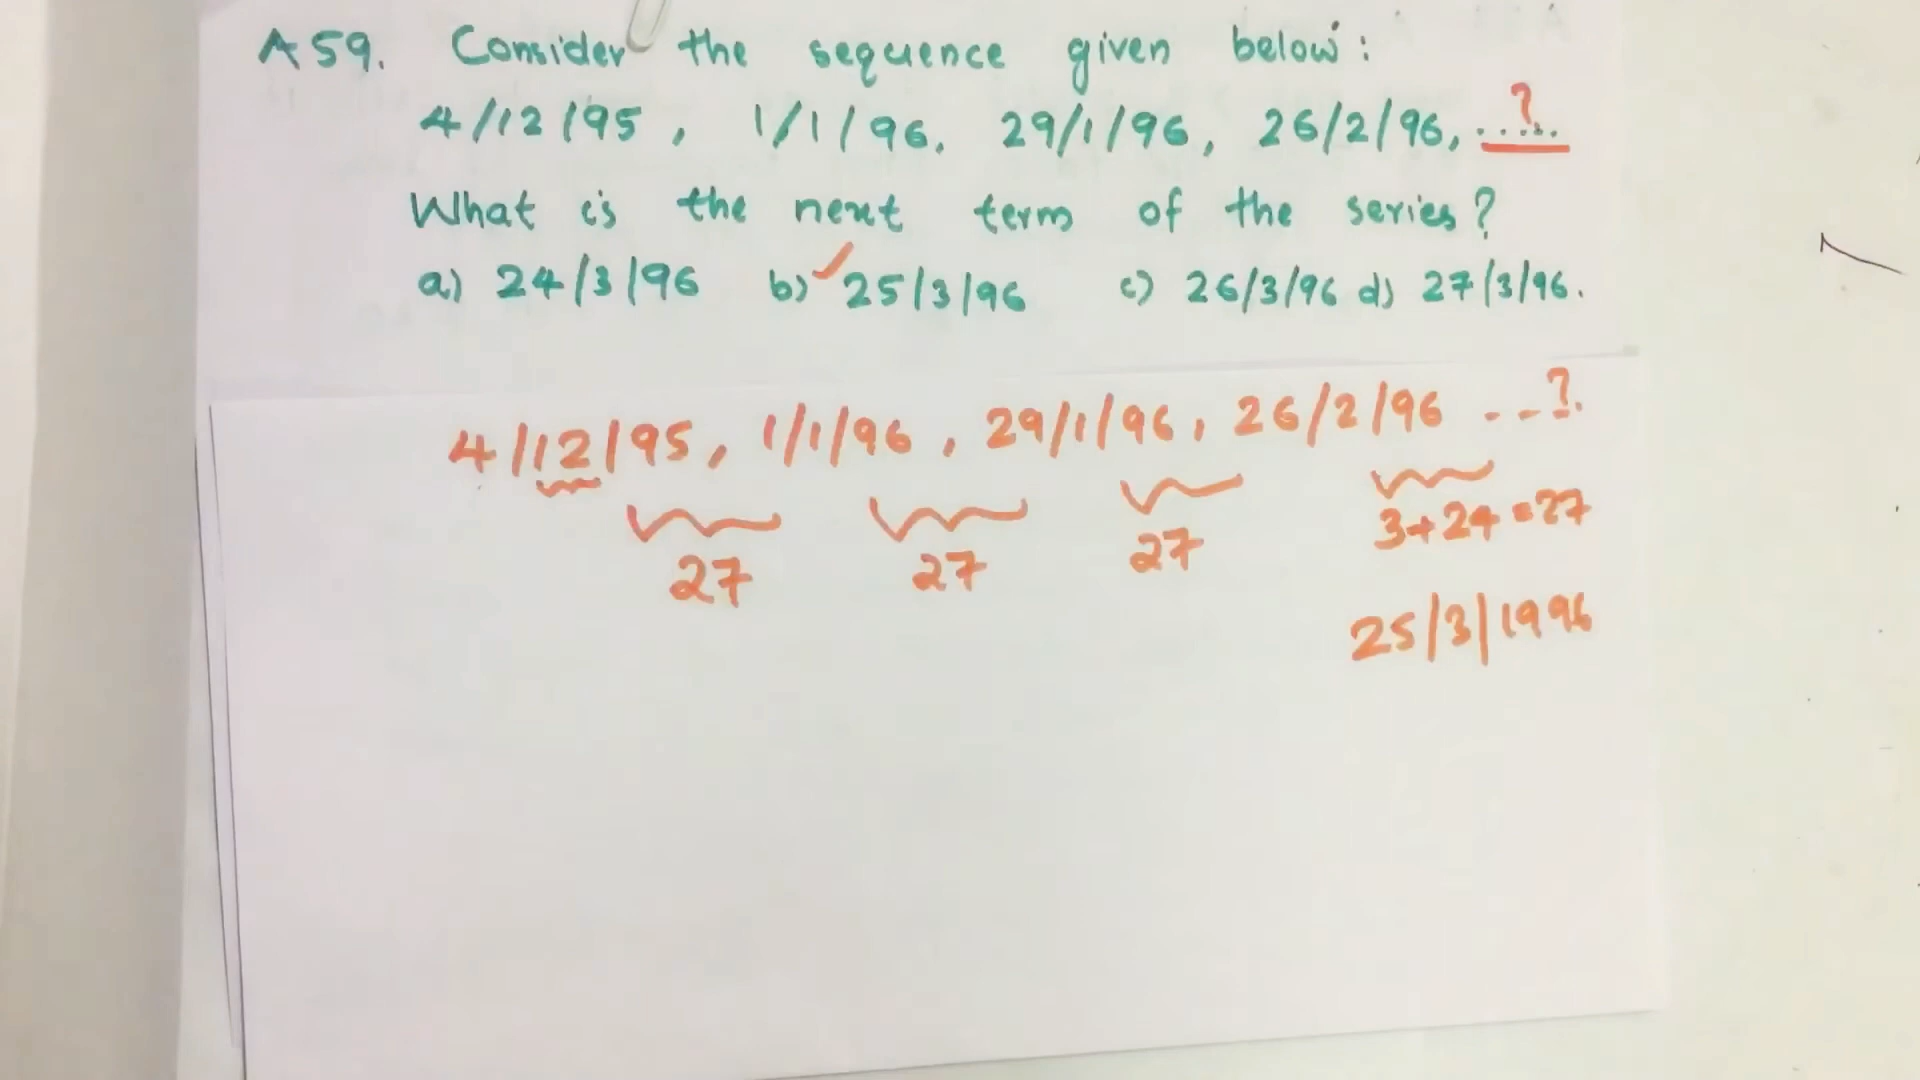 A59. Consider the sequence given below:
4/12/95, 1/1/96, 29/1/96, 26/2/96, ...?...
What is the next term of the series?
a) 24/3/96 b) ✓25/3/96 c) 26/3/96 d) 27/3/96.
4/12/95, 1/1/96, 29/1/96, 26/2/96 - - ?.
27 27 27 3+24=27
25/3/1996